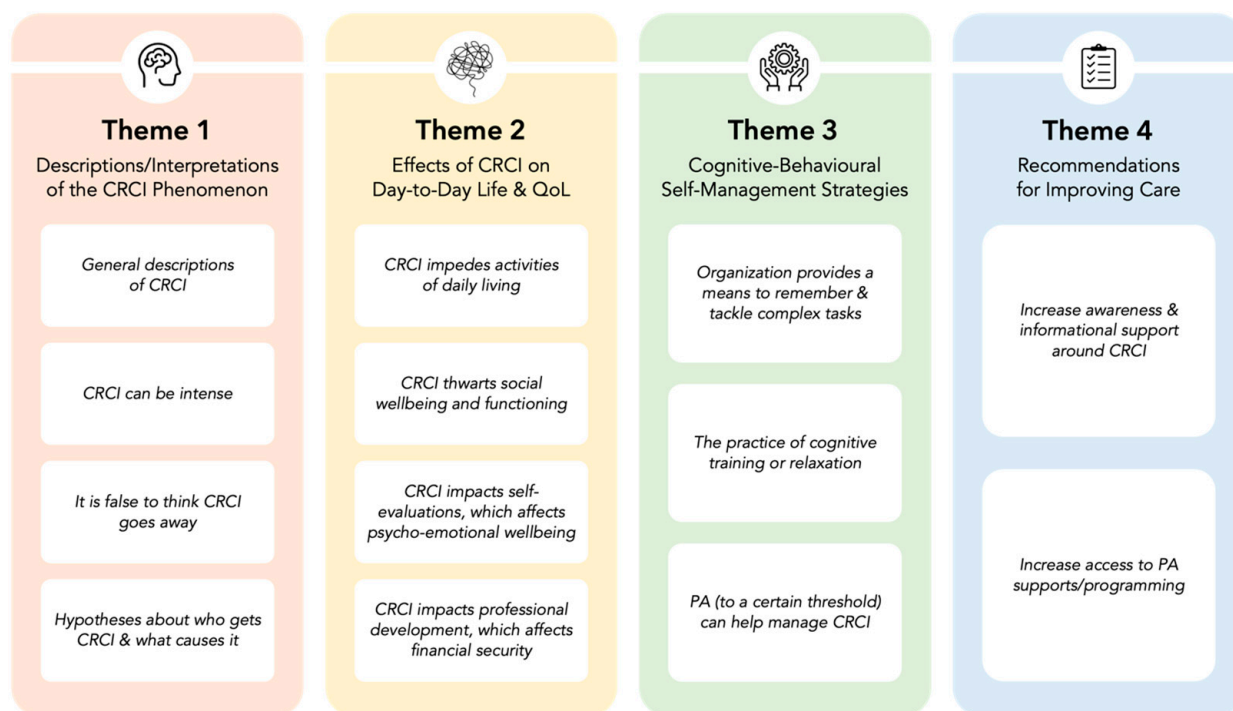 Theme 1
Descriptions/Interpretations
of the CRCI Phenomenon
General descriptions
of CRCI
CRCI can be intense
It is false to think CRCI
goes away
Hypotheses about who gets
CRCI & what causes it
Theme 2
Effects of CRCI on
Day-to-Day Life & QoL
CRCI impedes activities
of daily living
CRCI thwarts social
wellbeing and functioning
CRCI impacts self-
evaluations, which affects
psycho-emotional wellbeing
CRCI impacts professional
development, which affects
financial security
Theme 3
Cognitive-Behavioural
Self-Management Strategies
Organization provides a
means to remember &
tackle complex tasks
The practice of cognitive
training or relaxation
PA (to a certain threshold)
can help manage CRCI
Theme 4
Recommendations
for Improving Care
Increase awareness &
informational support
around CRCI
Increase access to PA
supports/programming